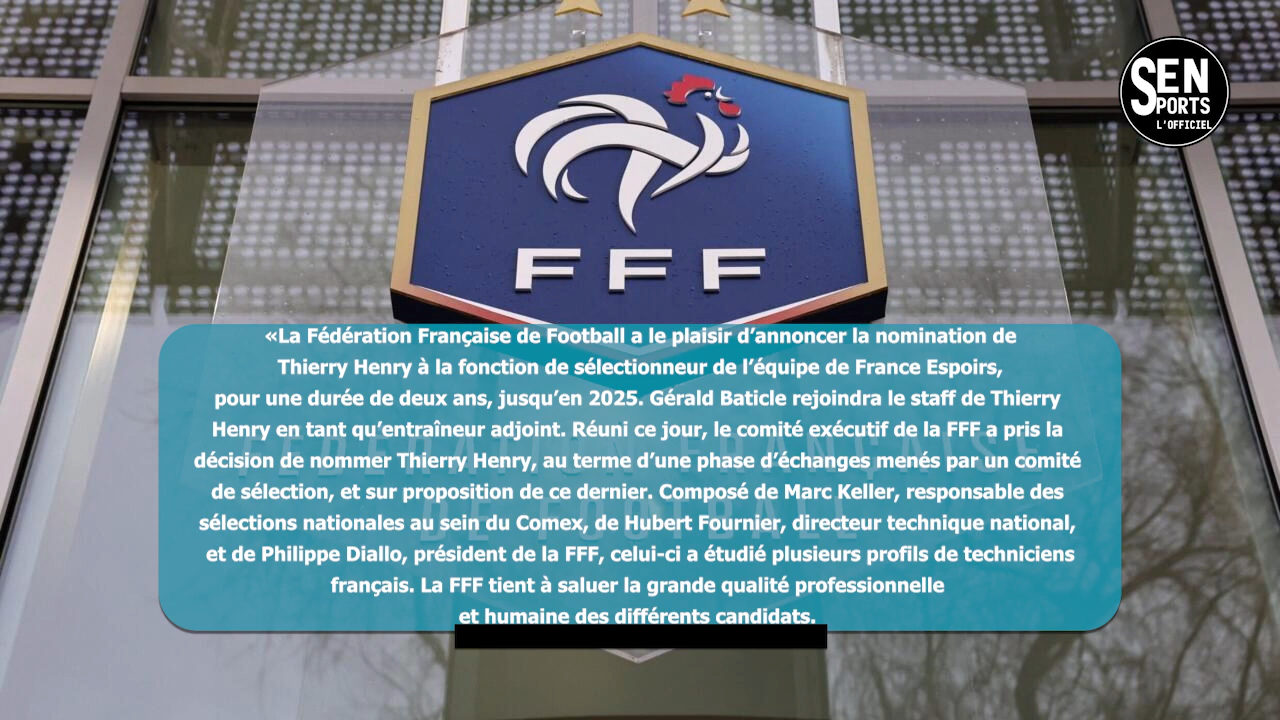 SEN
SPORTS
L'OFFICIEL
FFF
«La Fédération Française de Football a le plaisir d’annoncer la nomination de
Thierry Henry à la fonction de sélectionneur de l’équipe de France Espoirs,
pour une durée de deux ans, jusqu’en 2025. Gérald Baticle rejoindra le staff de Thierry
Henry en tant qu’entraîneur adjoint. Réuni ce jour, le comité exécutif de la FFF a pris la
décision de nommer Thierry Henry, au terme d’une phase d’échanges menés par un comité
de sélection, et sur proposition de ce dernier. Composé de Marc Keller, responsable des
sélections nationales au sein du Comex, de Hubert Fournier, directeur technique national,
et de Philippe Diallo, président de la FFF, celui-ci a étudié plusieurs profils de techniciens
français. La FFF tient à saluer la grande qualité professionnelle
et humaine des différents candidats.
FÉDÉRATION FRANÇAISE
DE FOOTBALL